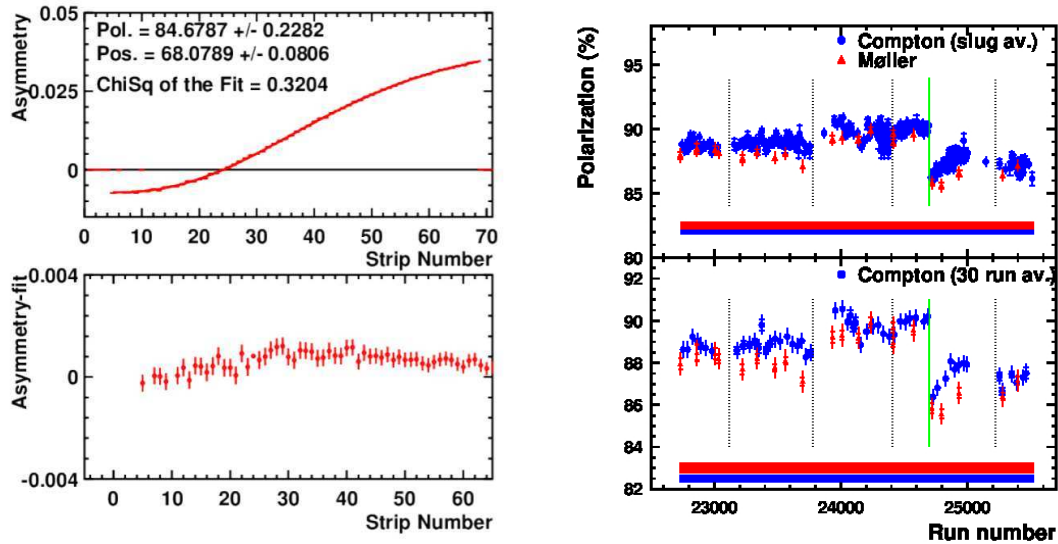 Asymmetry
0.05
0.025
0
Pol. = 84.6787 +/- 0.2282
Pos. = 68.0789 +/- 0.0806
ChiSq of the Fit = 0.3204
0 10 20 30 40 50 60 70
Strip Number
Asymmetry-fit
0.004
0
-0.004
0 10 20 30 40 50 60
Strip Number
Polarization (%)
95
90
85
80
Compton (slug av.)
Møller
92
90
88
86
84
82
Compton (30 run av.)
23000 24000 25000
Run number